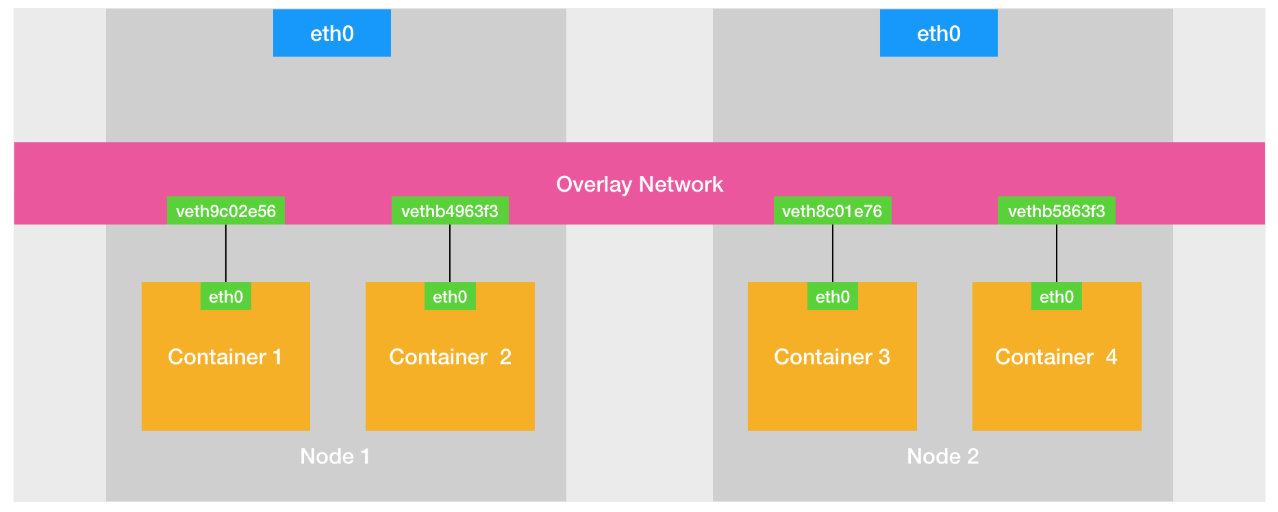 eth0
eth0
Overlay Network
veth9c02e56
vethb4963f3
veth8c01e76
vethb5863f3
eth0
eth0
eth0
eth0
Container 1
Container  2
Container 3
Container  4
Node 1
Node 2